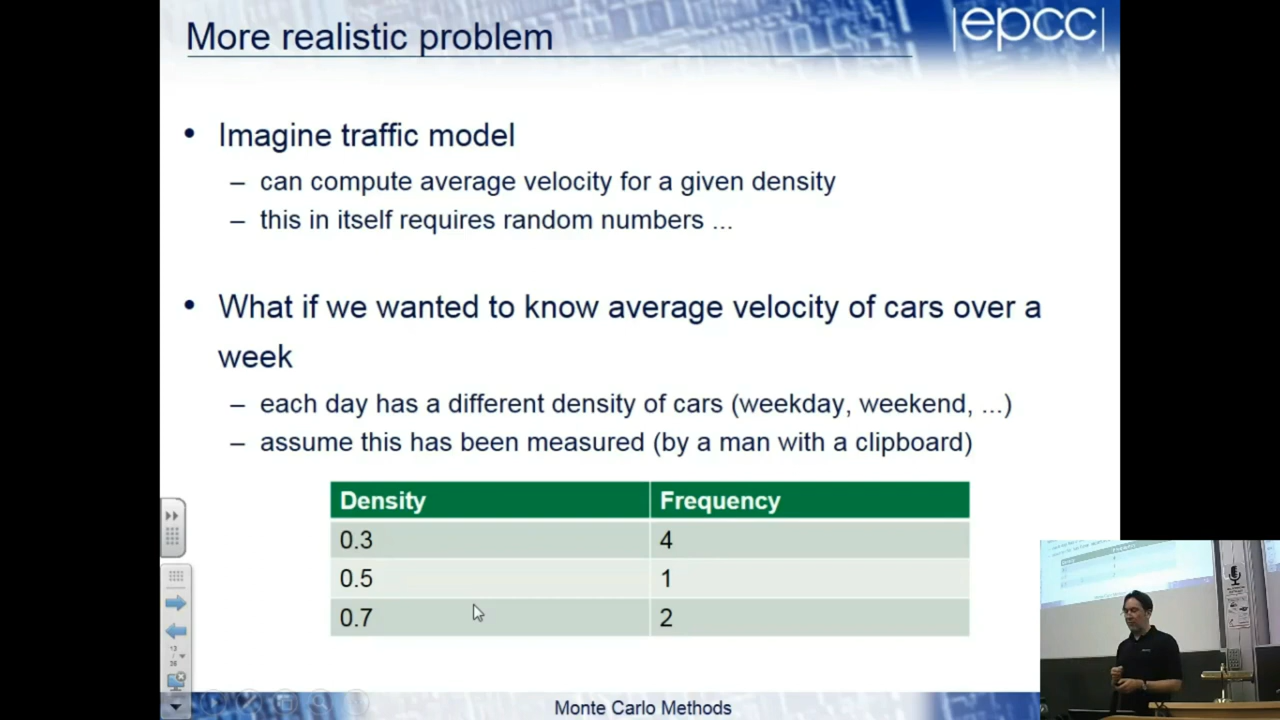 More realistic problem
|epcc|
• Imagine traffic model
– can compute average velocity for a given density
– this in itself requires random numbers ...
• What if we wanted to know average velocity of cars over a
week
– each day has a different density of cars (weekday, weekend, ...)
– assume this has been measured (by a man with a clipboard)
Density Frequency
0.3 4
0.5 1
0.7 2
13
/
36
Monte Carlo Methods